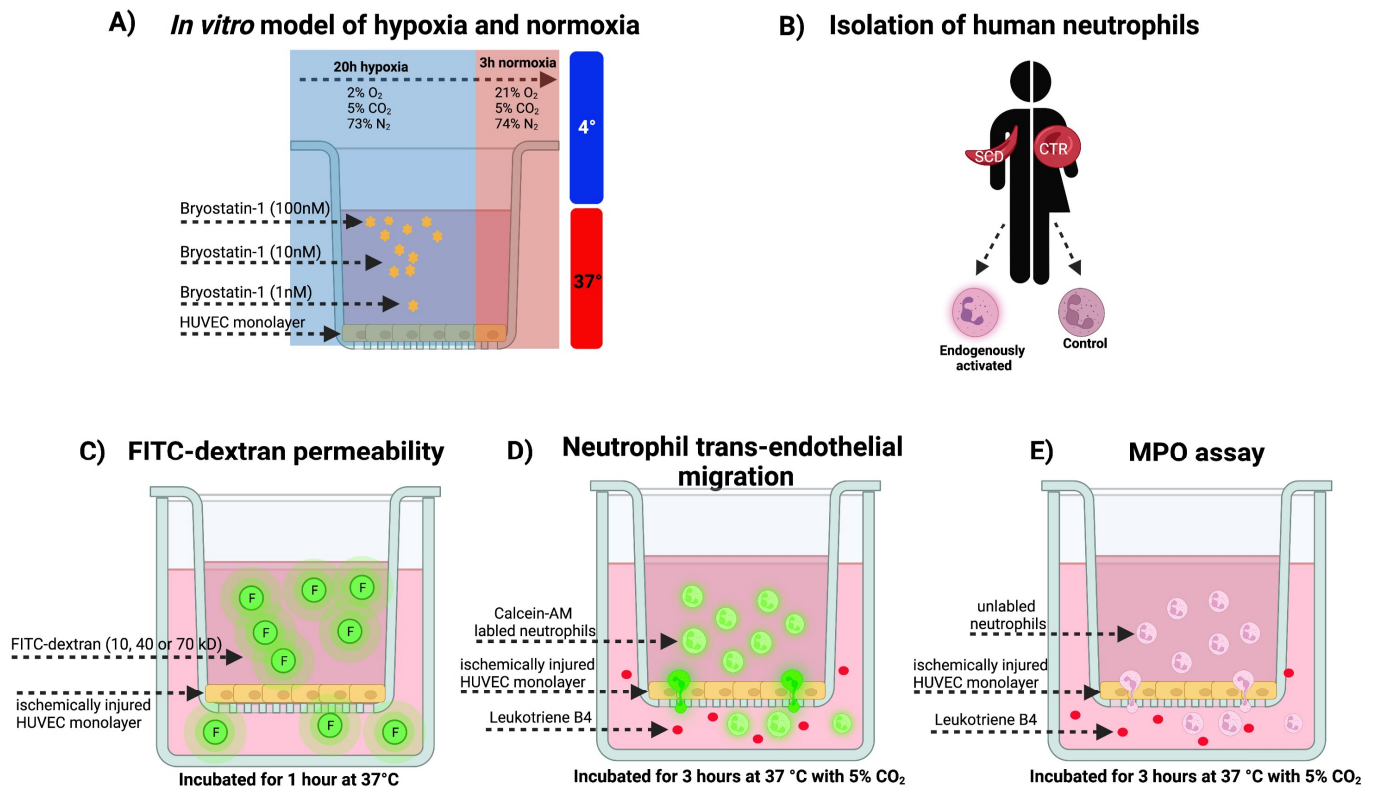 A) In vitro model of hypoxia and normoxia
20h hypoxia
3h normoxia
2% O₂
5% CO₂
73% N₂
21% O₂
5% CO₂
74% N₂
4°
37°
Bryostatin-1 (100nM)
Bryostatin-1 (10nM)
Bryostatin-1 (1nM)
HUVEC monolayer
B) Isolation of human neutrophils
SCD
CTR
Endogenously
activated
Control
C) FITC-dextran permeability
F
F
F
F
F
F
FITC-dextran (10, 40 or 70 kD)
ischemically injured
HUVEC monolayer
F
F
F
Incubated for 1 hour at 37°C
D) Neutrophil trans-endothelial
migration
Calcein-AM
labled neutrophils
ischemically injured
HUVEC monolayer
Leukotriene B4
Incubated for 3 hours at 37 °C with 5% CO₂
E) MPO assay
unlabled
neutrophils
ischemically injured
HUVEC monolayer
Leukotriene B4
Incubated for 3 hours at 37 °C with 5% CO₂